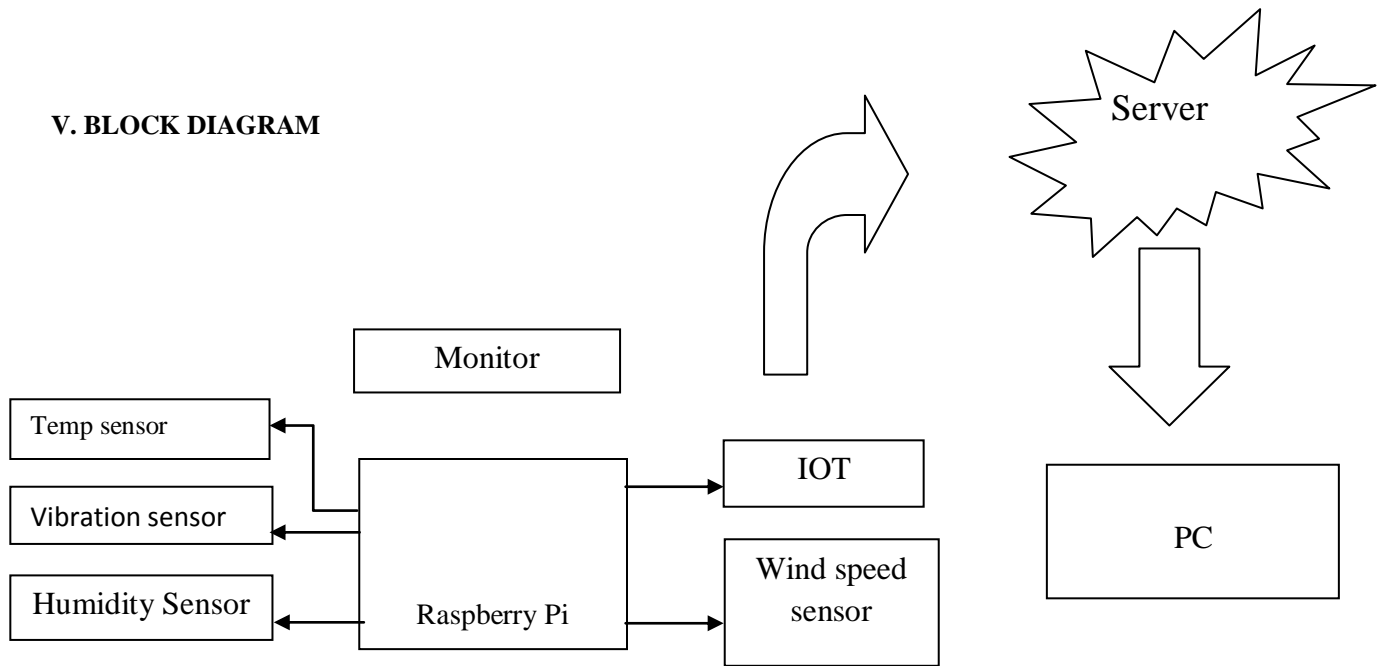 V. BLOCK DIAGRAM
Server
Monitor
Temp sensor
Vibration sensor
Humidity Sensor
Raspberry Pi
IOT
Wind speed
sensor
PC